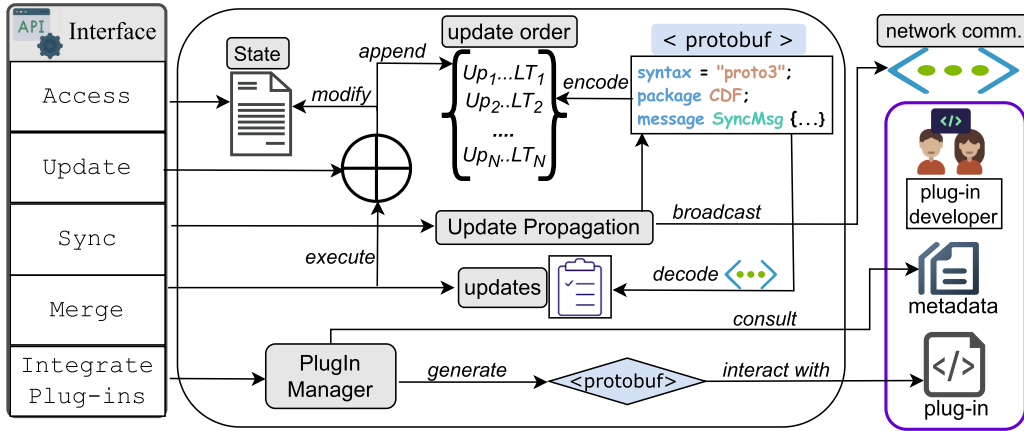 API
Interface
Access
Update
Sync
Merge
Integrate
Plug-ins
State
append
modify
update order
Up1...LT1
Up2...LT2
....
UpN..LTN
encode
< protobuf >
syntax = "proto3";
package CDF;
message SyncMsg {...}
network comm.
</>
plug-in
developer
Update Propagation
broadcast
execute
updates
decode
metadata
consult
PlugIn
Manager
generate
<protobuf>
interact with
</>
plug-in